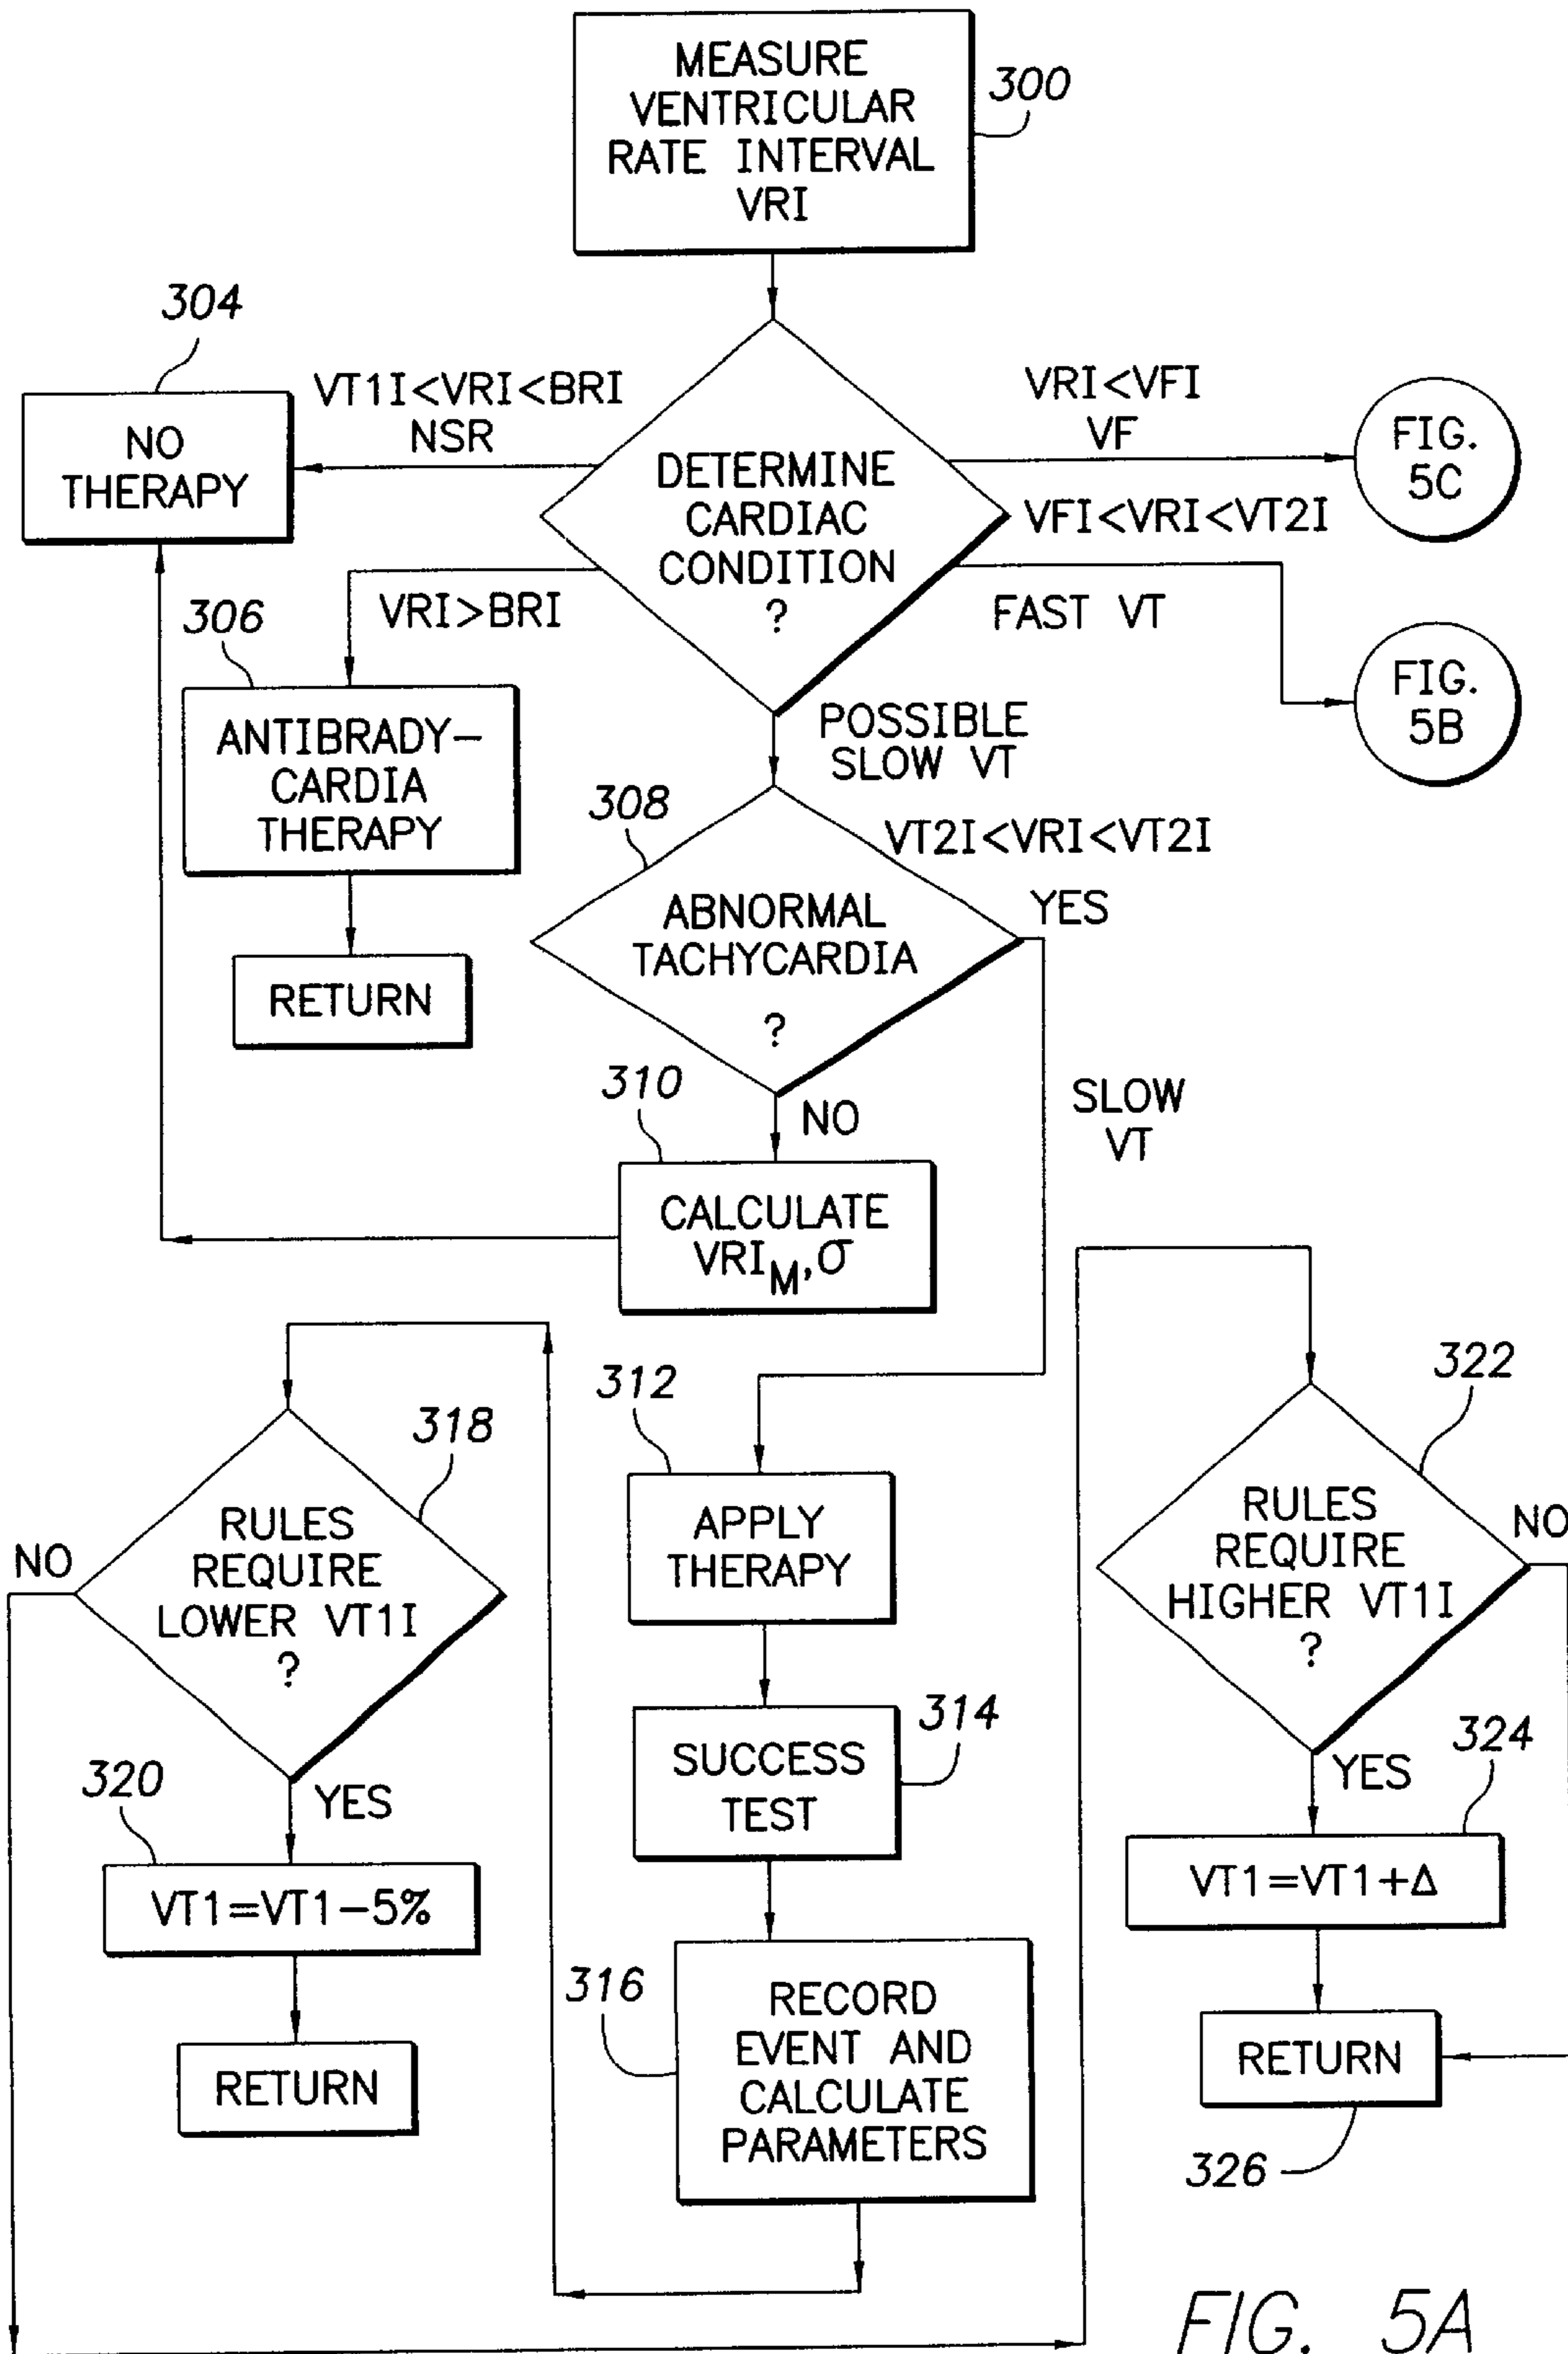 MEASURE
VENTRICULAR
RATE INTERVAL
VRI
300
304
NO
THERAPY
VT1I<VRI<BRI
NSR
DETERMINE
CARDIAC
CONDITION
?
VRI<VFI
VF
FIG.
5C
VFI<VRI<VT2I
FAST VT
FIG.
5B
VRI>BRI
306
ANTIBRADY-
CARDIA
THERAPY
RETURN
POSSIBLE
SLOW VT
308
VT2I<VRI<VT2I
ABNORMAL
TACHYCARDIA
?
YES
SLOW
VT
310
NO
CALCULATE
VRIM,σ
318
RULES
REQUIRE
LOWER VT1I
?
NO
320
YES
VT1=VT1-5%
RETURN
312
APPLY
THERAPY
314
SUCCESS
TEST
316
RECORD
EVENT AND
CALCULATE
PARAMETERS
322
RULES
REQUIRE
HIGHER VT1I
?
NO
324
YES
VT1=VT1+Δ
RETURN
326
FIG. 5A